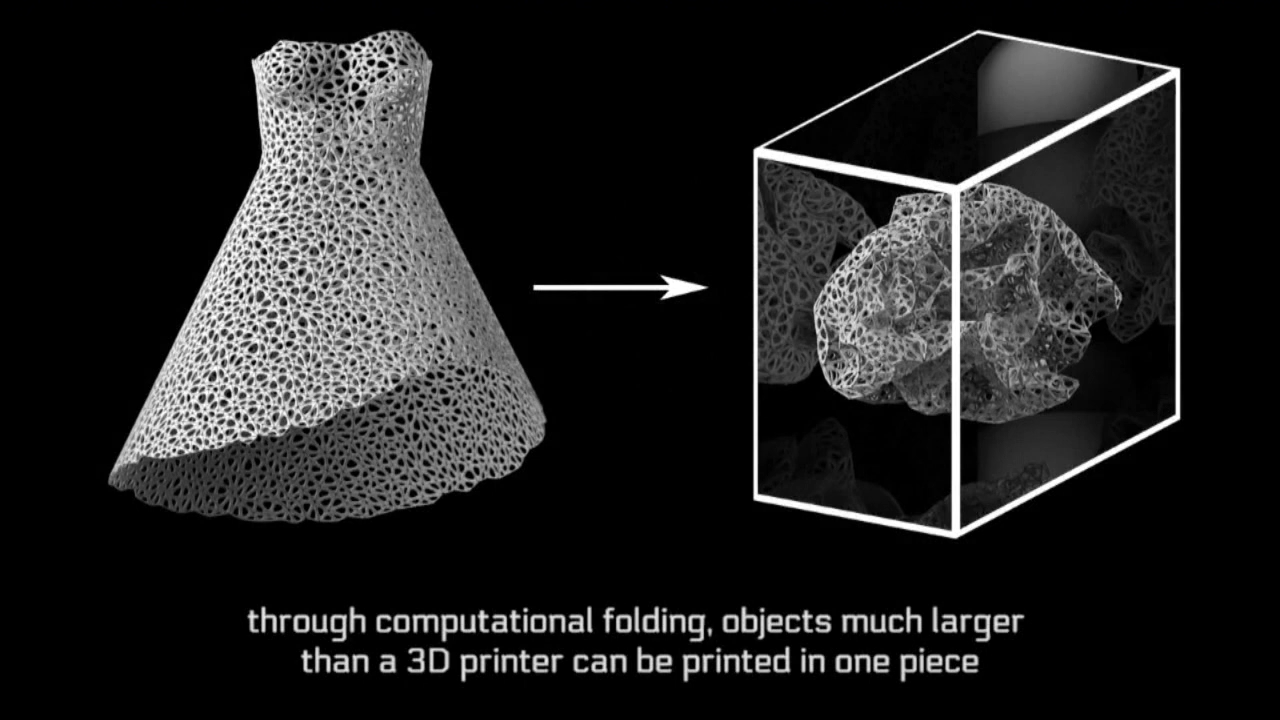 through computational folding, objects much larger
than a 3D printer can be printed in one piece